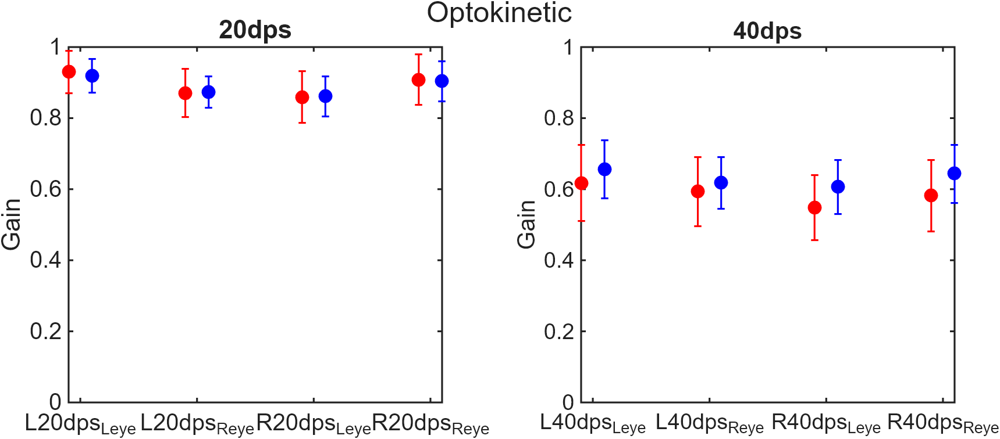 Optokinetic
20dps
1
0.8
0.6
0.4
0.2
0
Gain
L20dpsLeye L20dpsReye R20dpsLeye R20dpsReye
40dps
1
0.8
0.6
0.4
0.2
0
Gain
L40dpsLeye L40dpsReye R40dpsLeye R40dpsReye